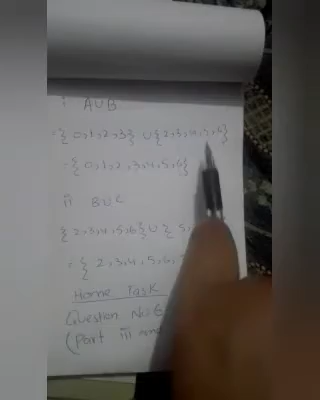 i AUB
={0,1,2,3} U {2,3,4,5,6}
={0,1,2,3,4,5,6}
ii BUC
{2,3,4,5,6} U { 5,
= { 2,3,4,5,6,
Home Task
Question No:6
(Part iii